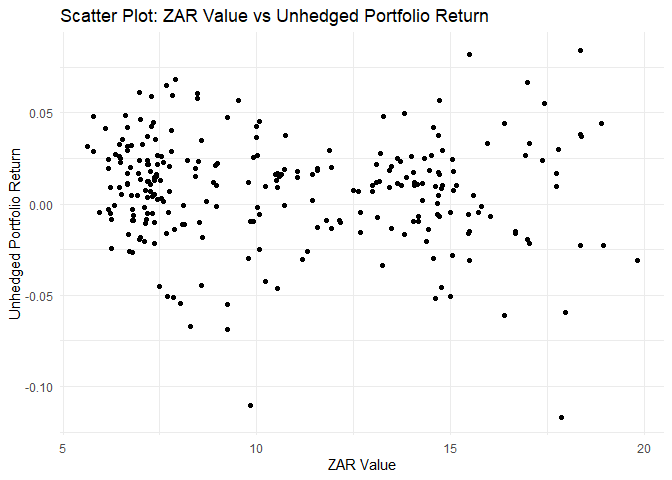 Scatter Plot: ZAR Value vs Unhedged Portfolio Return
Unhedged Portfolio Return
0.05
0.00
-0.05
-0.10
5
10
15
20
ZAR Value